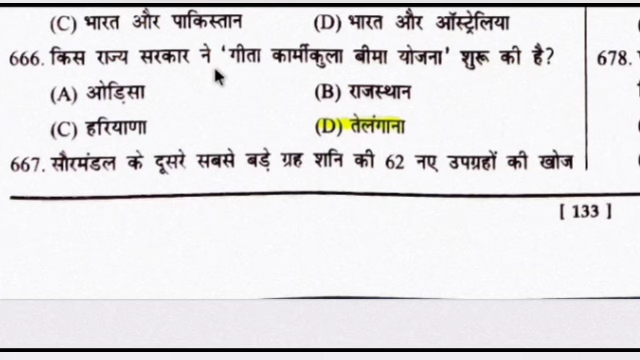 (C) भारत और पाकिस्तान (D) भारत और ऑस्ट्रेलिया
666. किस राज्य सरकार ने 'गीता कार्मीकुला बीमा योजना' शुरू की है? 678.
(A) ओड़िसा (B) राजस्थान
(C) हरियाणा (D) तेलंगाना
667. सौरमंडल के दूसरे सबसे बड़े ग्रह शनि की 62 नए उपग्रहों की खोज
[ 133 ]